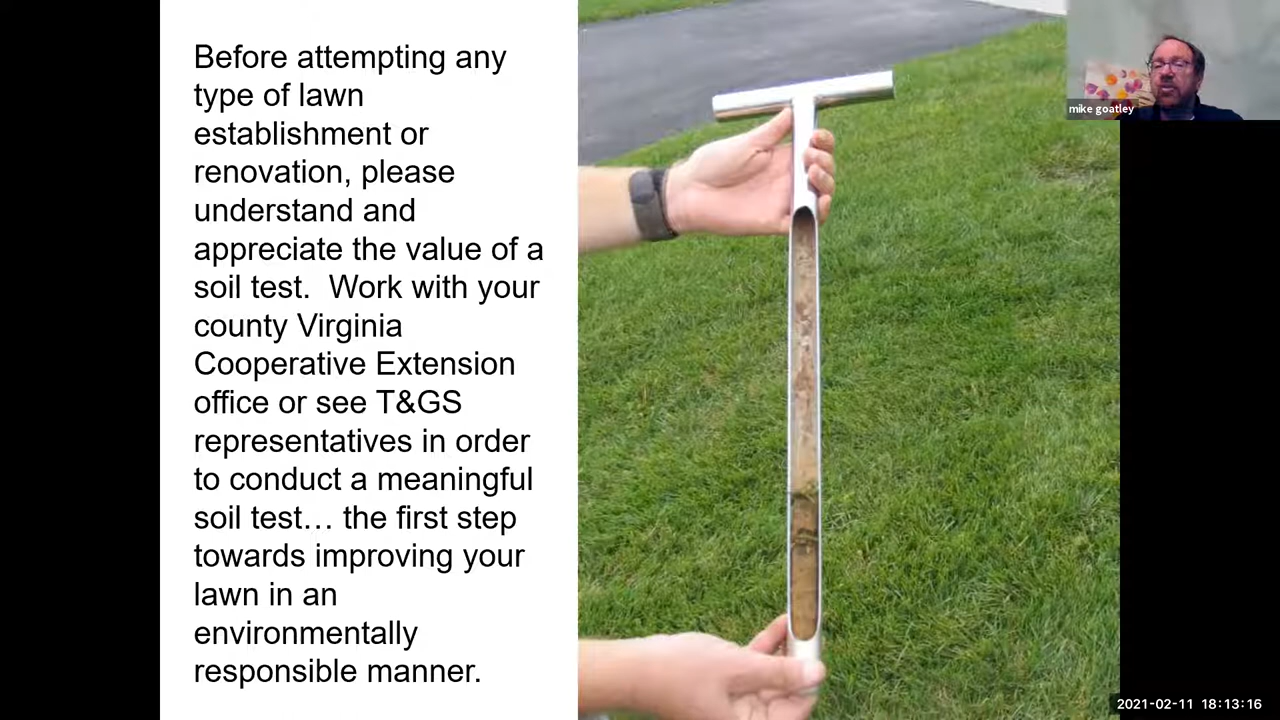 Before attempting any
type of lawn
establishment or
renovation, please
understand and
appreciate the value of a
soil test.  Work with your
county Virginia
Cooperative Extension
office or see T&GS
representatives in order
to conduct a meaningful
soil test… the first step
towards improving your
lawn in an
environmentally
responsible manner.
mike goatley
2021-02-11 18:13:16